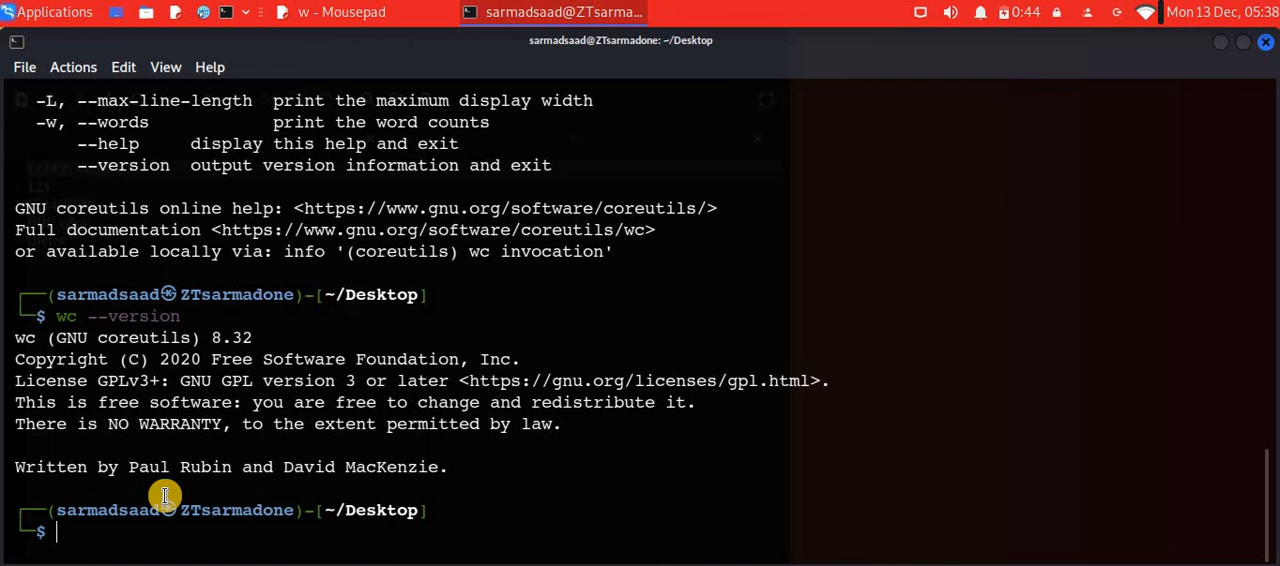 Applications w - Mousepad sarmadsaad@ZTsarma... 0:44 Mon 13 Dec, 05:38
sarmadsaad@ZTsarmadone: ~/Desktop
File Actions Edit View Help
-L, --max-line-length print the maximum display width
-w, --words print the word counts
--help display this help and exit
--version output version information and exit
GNU coreutils online help: <https://www.gnu.org/software/coreutils/>
Full documentation <https://www.gnu.org/software/coreutils/wc>
or available locally via: info '(coreutils) wc invocation'
┌──(sarmadsaad㉿ZTsarmadone)-[~/Desktop]
└─$ wc --version
wc (GNU coreutils) 8.32
Copyright (C) 2020 Free Software Foundation, Inc.
License GPLv3+: GNU GPL version 3 or later <https://gnu.org/licenses/gpl.html>.
This is free software: you are free to change and redistribute it.
There is NO WARRANTY, to the extent permitted by law.
Written by Paul Rubin and David MacKenzie.
┌──(sarmadsaad㉿ZTsarmadone)-[~/Desktop]
└─$